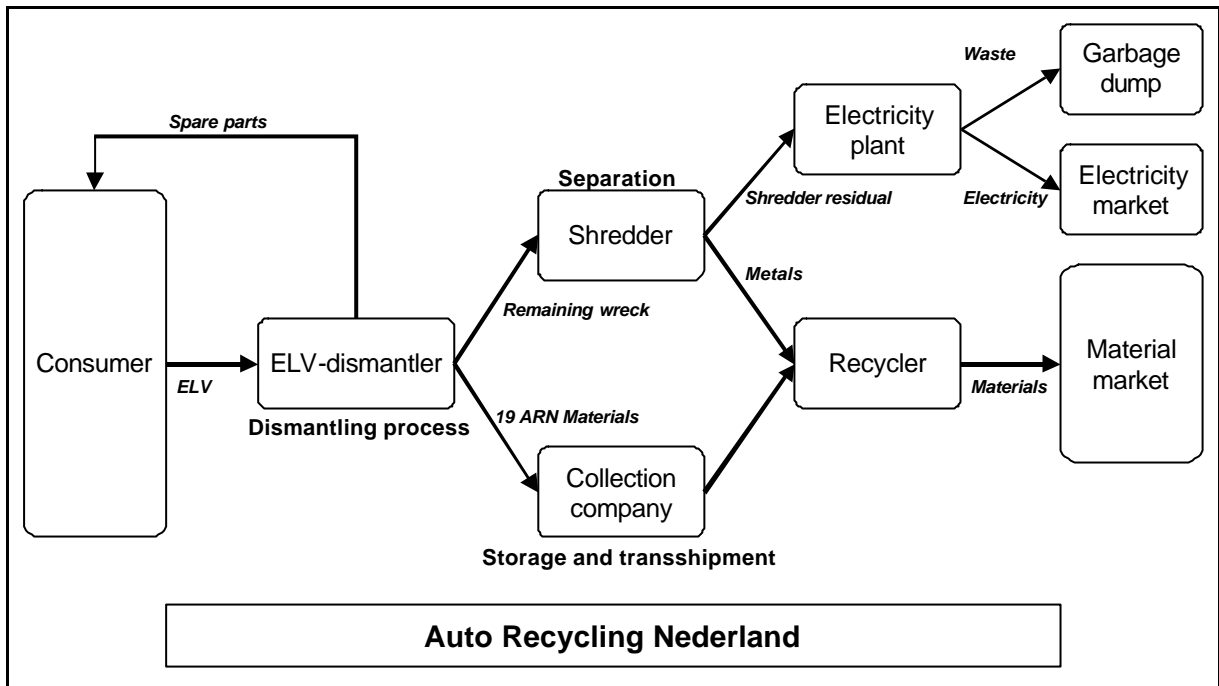 Waste
Garbage
dump
Spare parts
Electricity
plant
Separation
Electricity
market
Shredder residual
Electricity
Shredder
Metals
Remaining wreck
Consumer
ELV
ELV-dismantler
Recycler
Materials
Material
market
Dismantling process
19 ARN Materials
Collection
company
Storage and transshipment
Auto Recycling Nederland